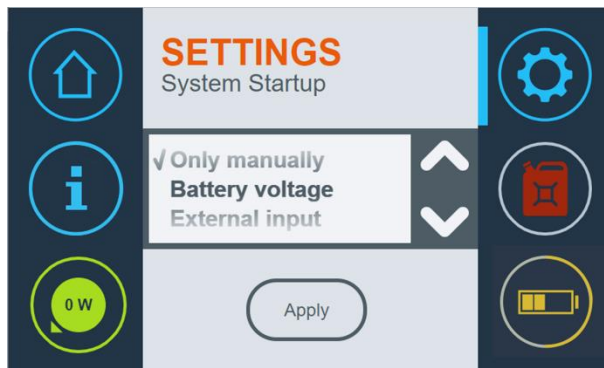 SETTINGS
System Startup
√ Only manually
Battery voltage
External input
i
0 W
Apply